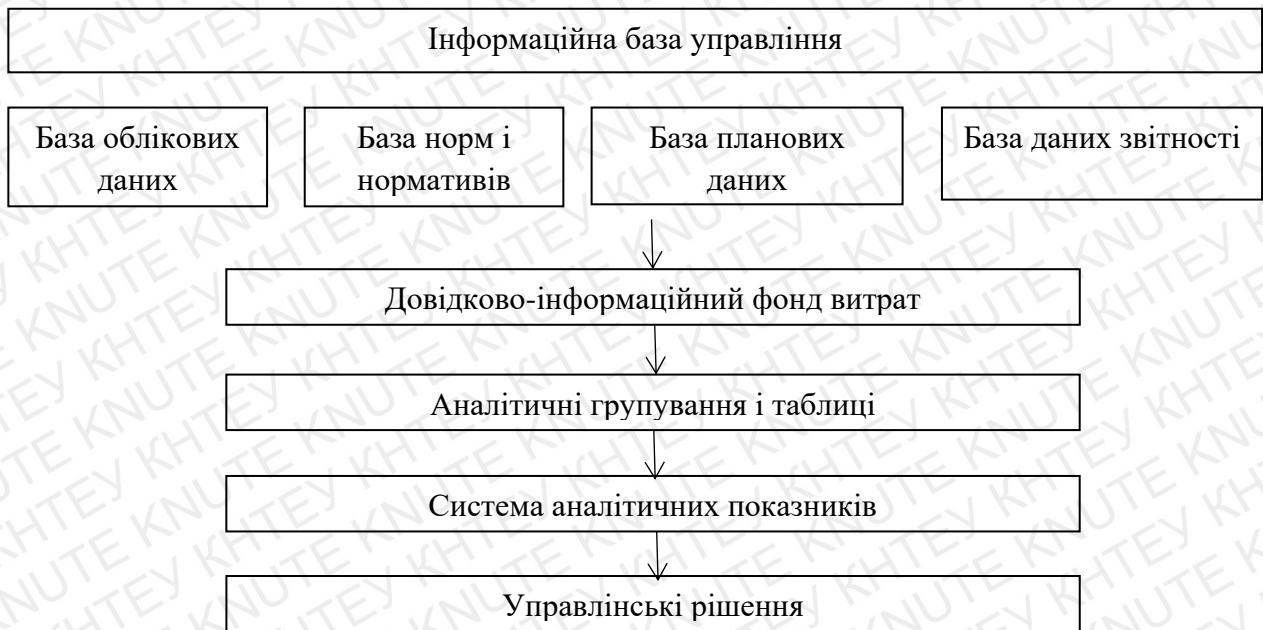 Інформаційна база управління
База облікових
даних
База норм і
нормативів
База планових
даних
База даних звітності
Довідково-інформаційний фонд витрат
Аналітичні групування і таблиці
Система аналітичних показників
Управлінські рішення